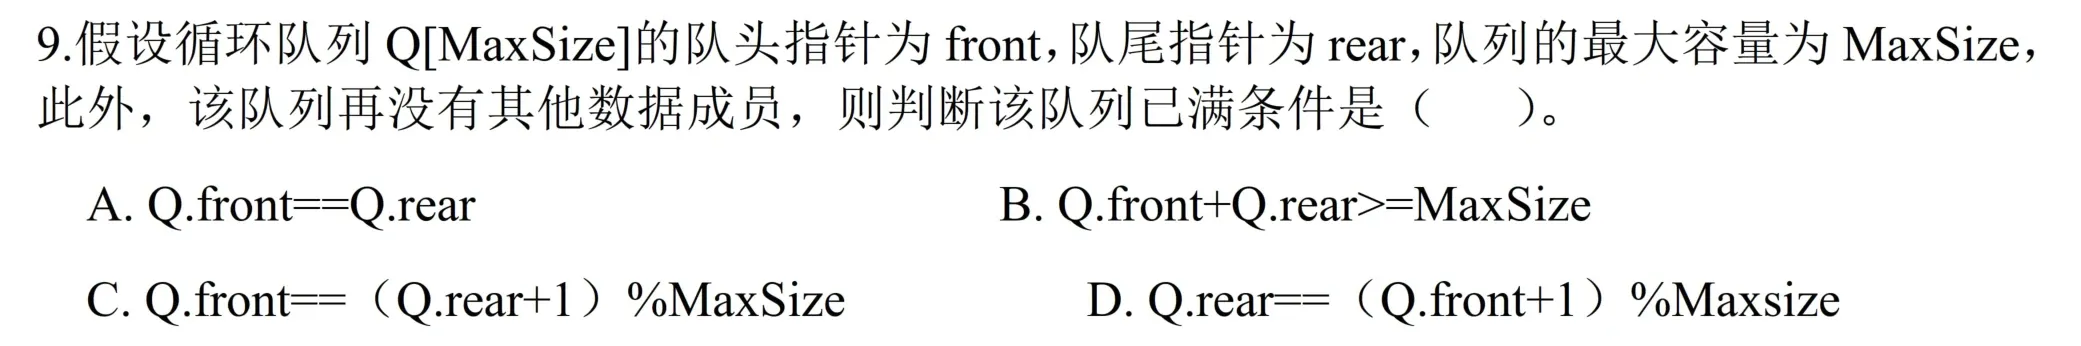 9.假设循环队列 Q[MaxSize]的队头指针为 front,队尾指针为 rear,队列的最大容量为 MaxSize,
此外，该队列再没有其他数据成员，则判断该队列已满条件是（　　）。
A. Q.front==Q.rear
B. Q.front+Q.rear>=MaxSize
C. Q.front==（Q.rear+1）%MaxSize
D. Q.rear==（Q.front+1）%Maxsize